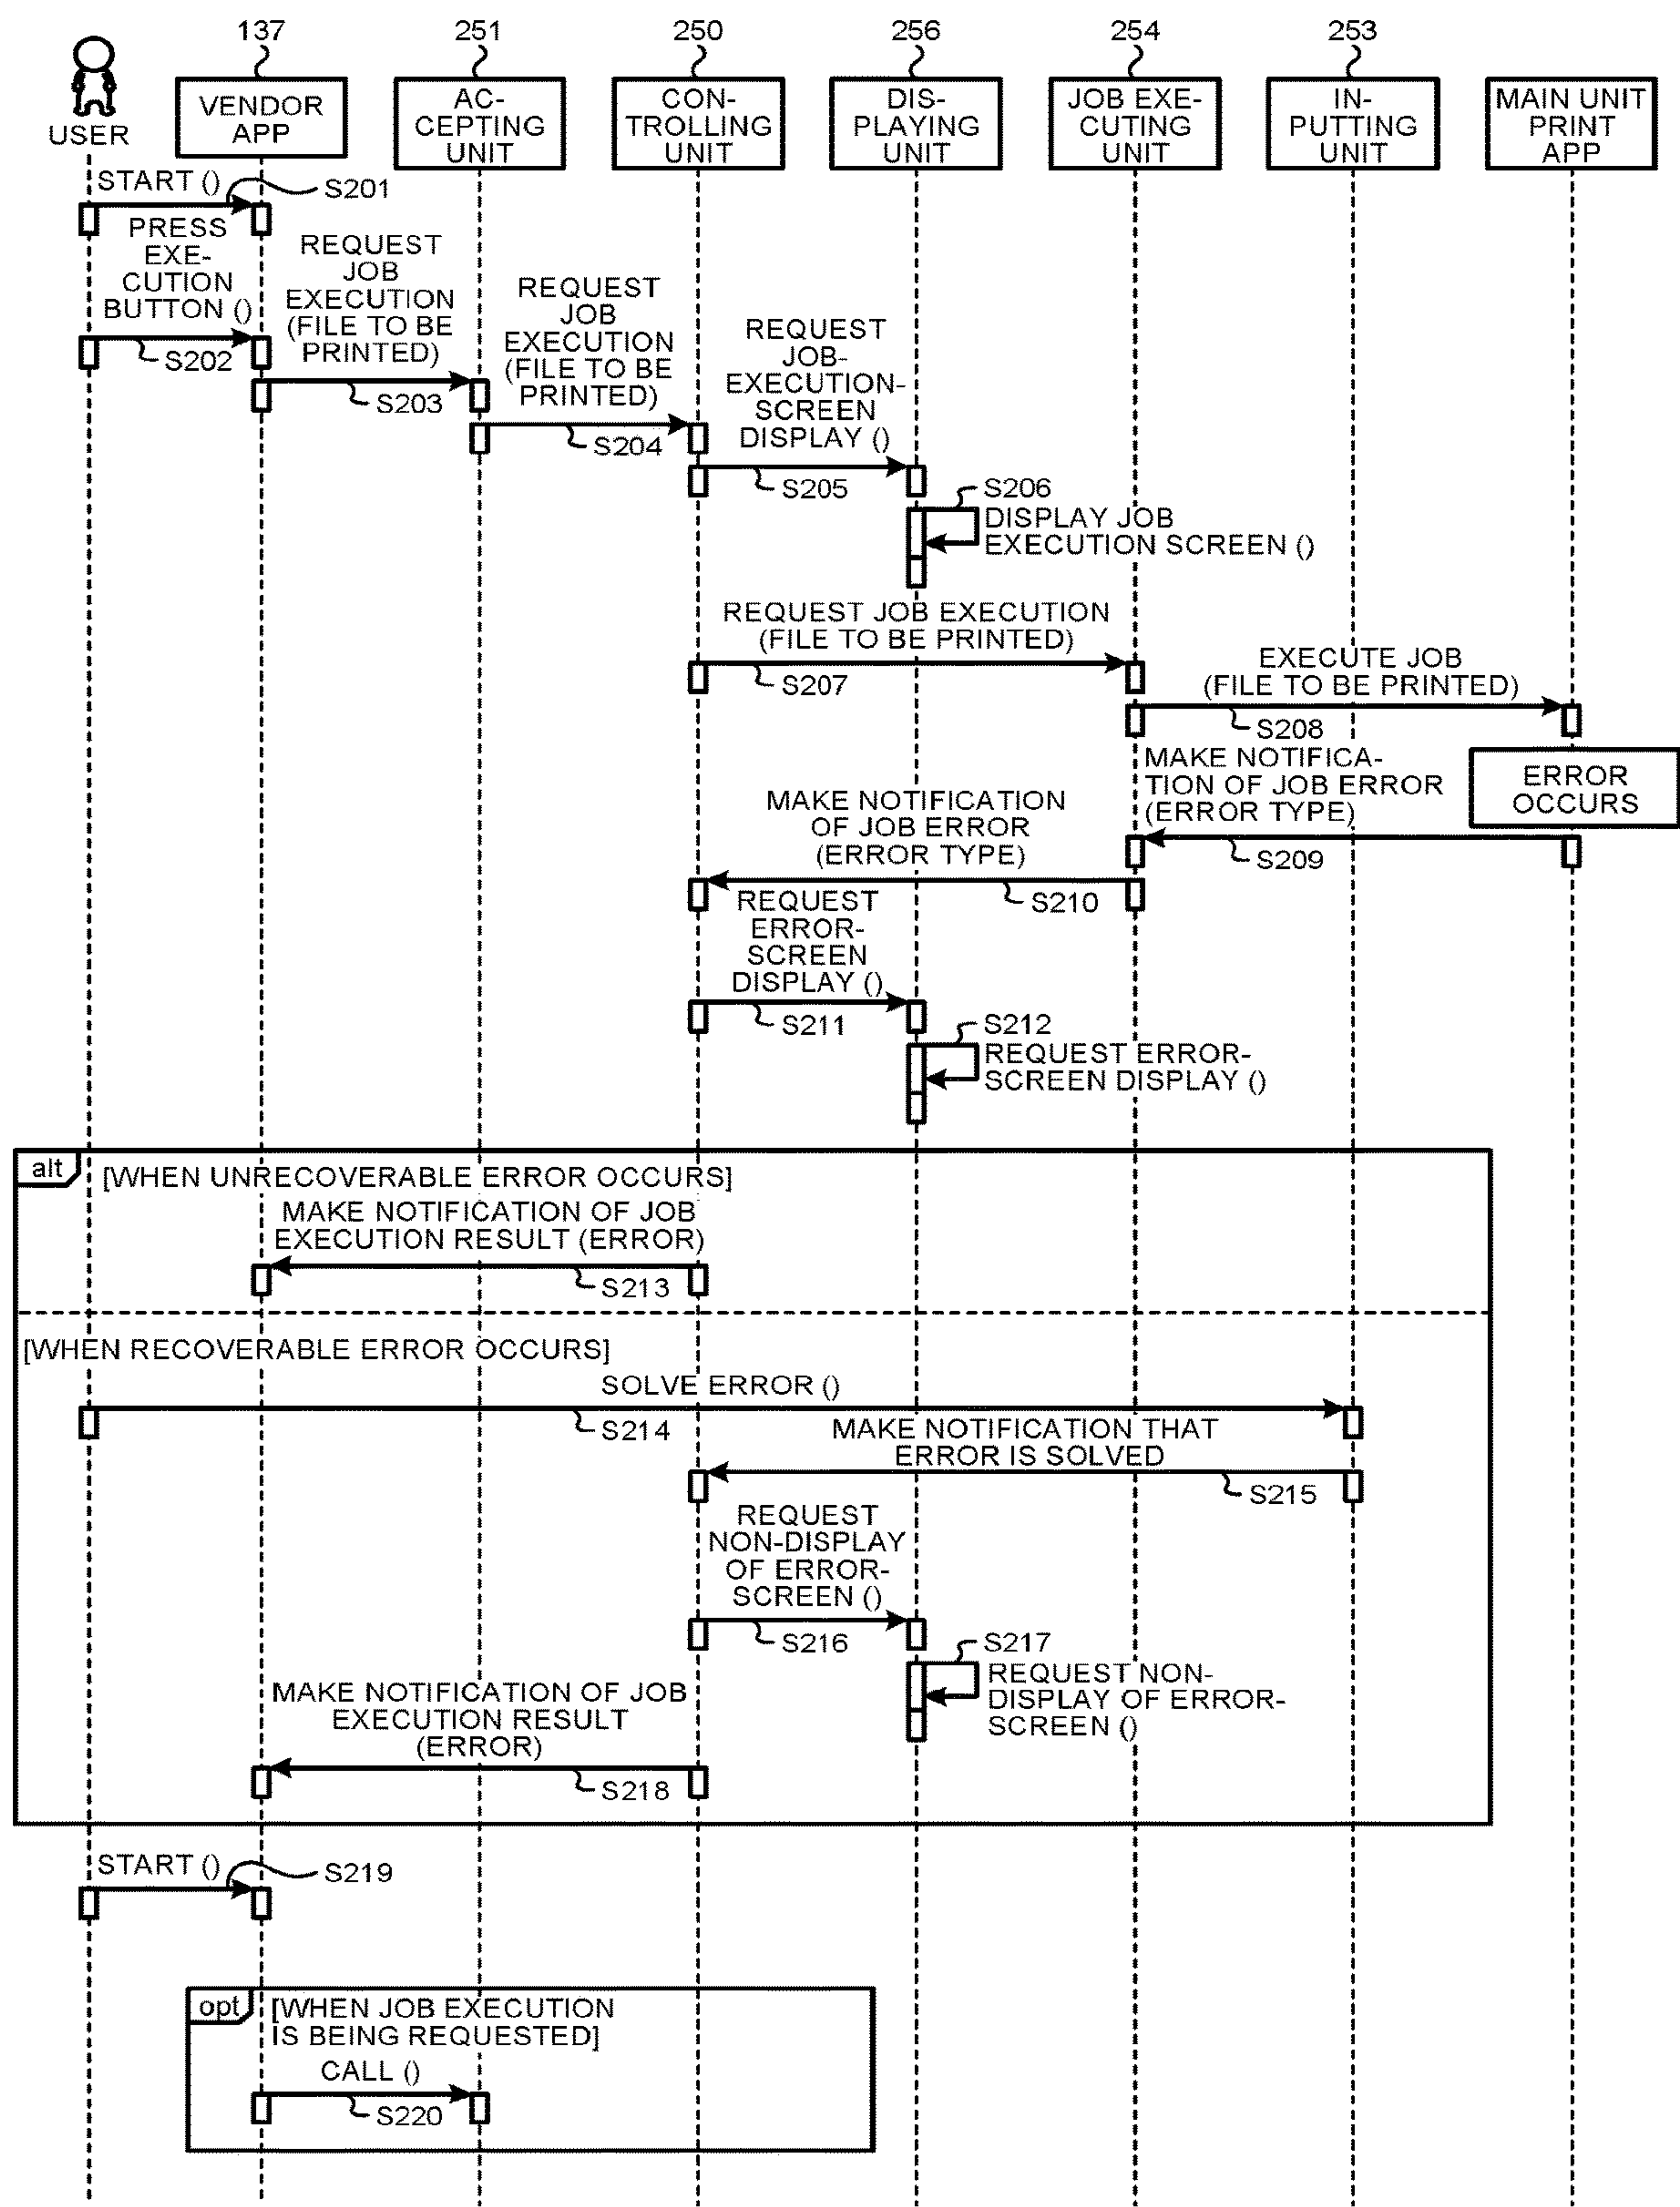 137
251
250
256
254
253
USER
VENDOR
APP
AC-
CEPTING
UNIT
CON-
TROLLING
UNIT
DIS-
PLAYING
UNIT
JOB EXE-
CUTING
UNIT
IN-
PUTTING
UNIT
MAIN UNIT
PRINT
APP
START ()
S201
PRESS
EXE-
CUTION
BUTTON ()
S202
REQUEST
JOB
EXECUTION
(FILE TO BE
PRINTED)
S203
REQUEST
JOB
EXECUTION
(FILE TO BE
PRINTED)
S204
REQUEST
JOB-
EXECUTION-
SCREEN
DISPLAY ()
S205
S206
DISPLAY JOB
EXECUTION SCREEN ()
REQUEST JOB EXECUTION
(FILE TO BE PRINTED)
S207
EXECUTE JOB
(FILE TO BE PRINTED)
S208
ERROR
OCCURS
MAKE NOTIFICA-
TION OF JOB ERROR
(ERROR TYPE)
S209
MAKE NOTIFICATION
OF JOB ERROR
(ERROR TYPE)
S210
REQUEST
ERROR-
SCREEN
DISPLAY ()
S211
S212
REQUEST ERROR-
SCREEN DISPLAY ()
alt
[WHEN UNRECOVERABLE ERROR OCCURS]
MAKE NOTIFICATION OF JOB
EXECUTION RESULT (ERROR)
S213
[WHEN RECOVERABLE ERROR OCCURS]
SOLVE ERROR ()
S214
MAKE NOTIFICATION THAT
ERROR IS SOLVED
S215
REQUEST
NON-DISPLAY
OF ERROR-
SCREEN ()
S216
S217
REQUEST NON-
DISPLAY OF ERROR-
SCREEN ()
MAKE NOTIFICATION OF JOB
EXECUTION RESULT
(ERROR)
S218
START ()
S219
opt
[WHEN JOB EXECUTION
IS BEING REQUESTED]
CALL ()
S220